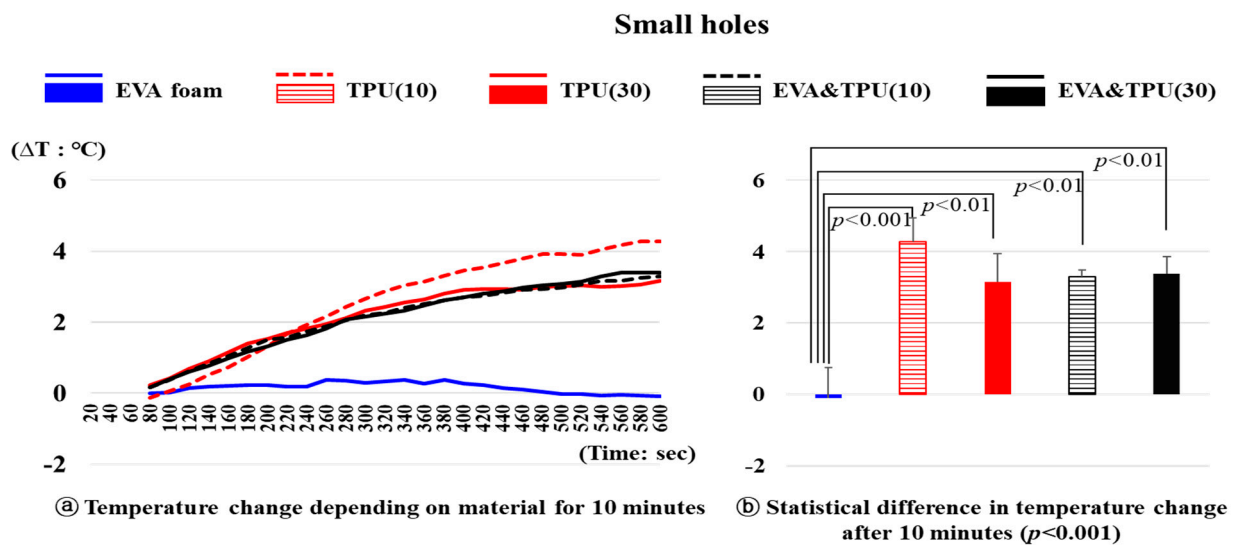 Small holes
EVA foam TPU(10) TPU(30) EVA&TPU(10) EVA&TPU(30)
(ΔT : °C)
6
4
2
0
-2
20 40 60 80 100 120 140 160 180 200 220 240 260 280 300 320 340 360 380 400 420 440 460 480 500 520 540 560 580 600
(Time: sec)
ⓐ Temperature change depending on material for 10 minutes
6
4
2
0
-2
p<0.01
p<0.01
p<0.01
p<0.001
ⓑ Statistical difference in temperature change
after 10 minutes (p<0.001)